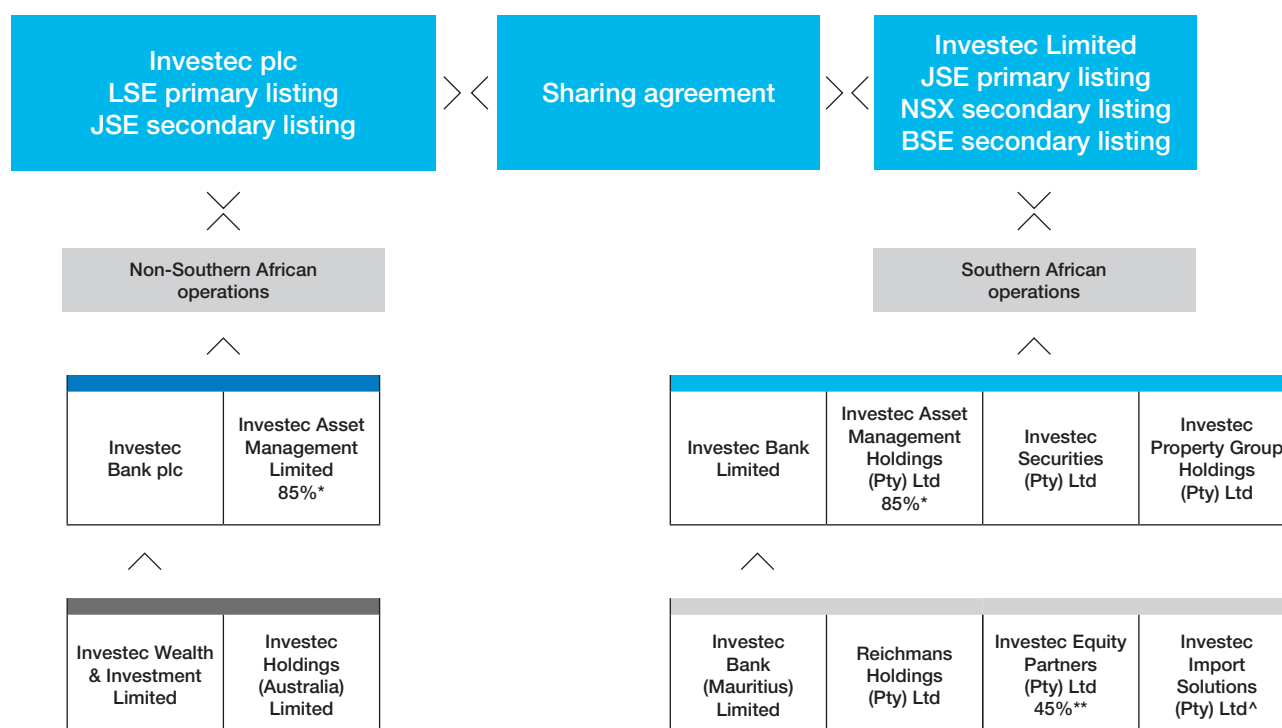 Investec plc
LSE primary listing
JSE secondary listing
Sharing agreement
Investec Limited
JSE primary listing
NSX secondary listing
BSE secondary listing
Non-Southern African
operations
Southern African
operations
Investec
Bank plc
Investec Asset
Management
Limited
85%*
Investec Bank
Limited
Investec Asset
Management
Holdings
(Pty) Ltd
85%*
Investec
Securities
(Pty) Ltd
Investec
Property Group
Holdings
(Pty) Ltd
Investec Wealth
& Investment
Limited
Investec
Holdings
(Australia)
Limited
Investec
Bank
(Mauritius)
Limited
Reichmans
Holdings
(Pty) Ltd
Investec Equity
Partners
(Pty) Ltd
45%**
Investec
Import
Solutions
(Pty) Ltd^